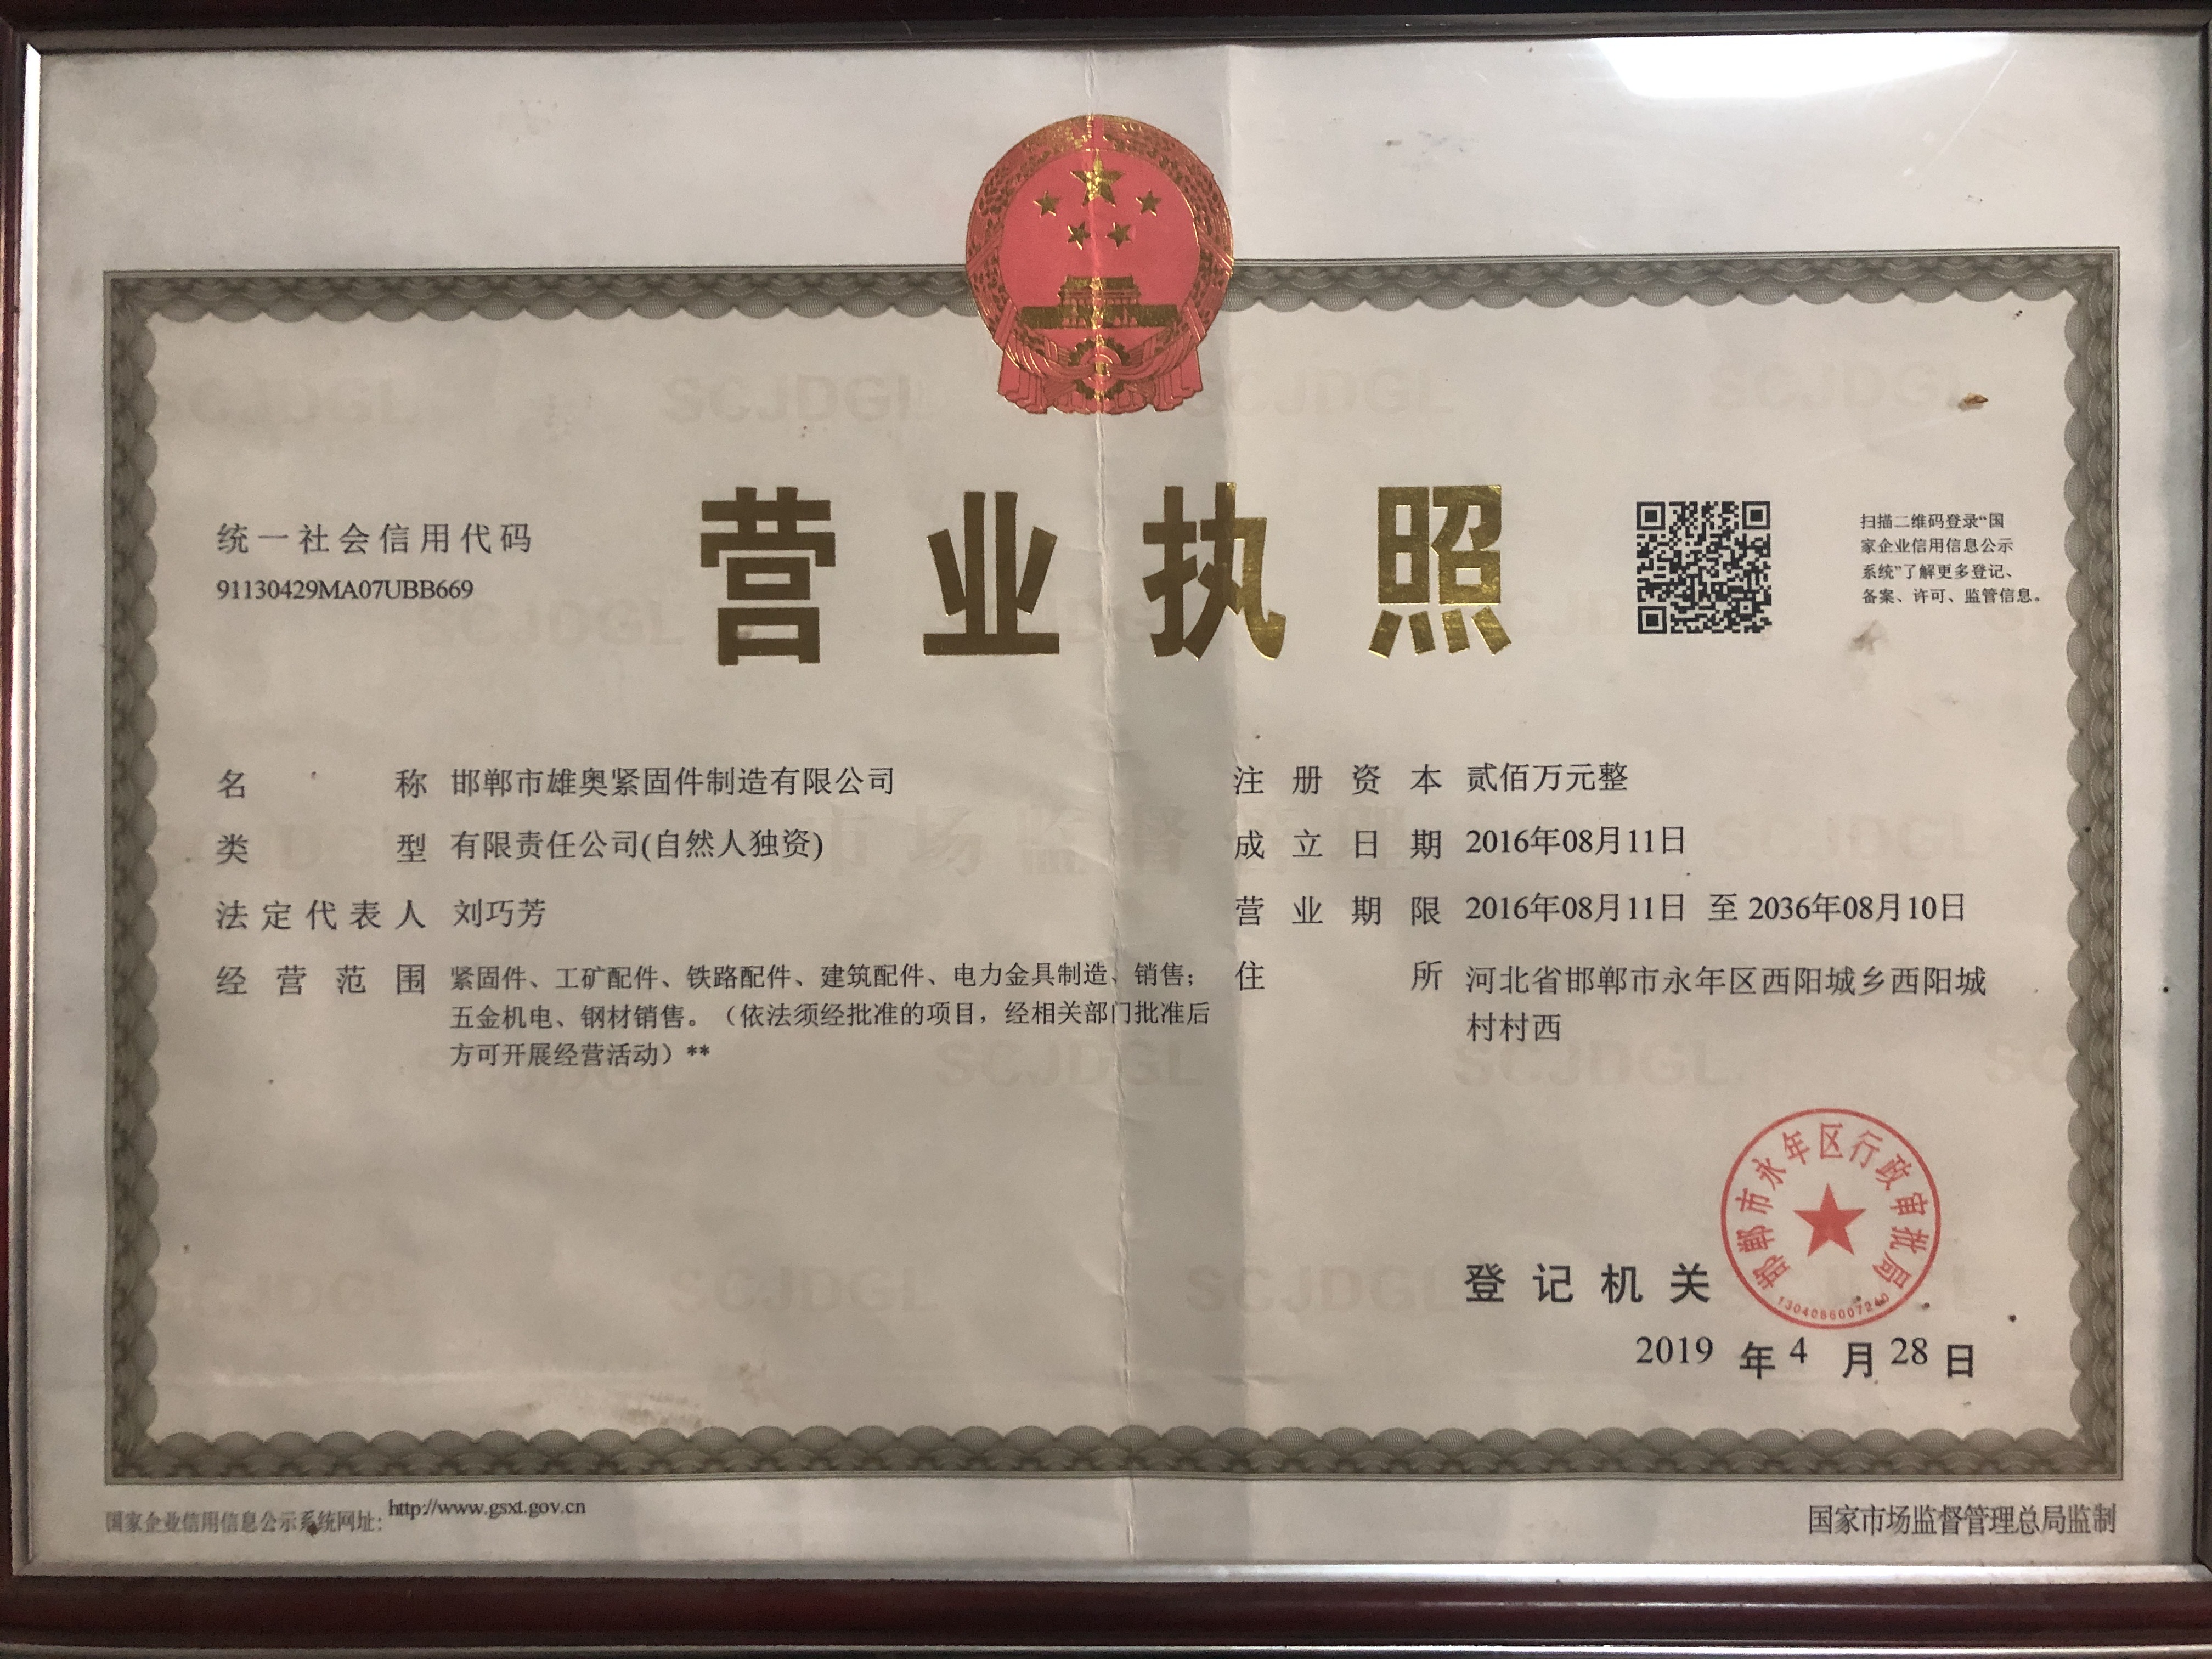 统一社会信用代码
91130429MA07UBB669
营业执照
扫描二维码登录“国
家企业信用信息公示
系统”了解更多登记、
备案、许可、监管信息。
名称 邯郸市雄奥紧固件制造有限公司
类型 有限责任公司(自然人独资)
法定代表人 刘巧芳
经营范围 紧固件、工矿配件、铁路配件、建筑配件、电力金具制造、销售；
五金机电、钢材销售。（依法须经批准的项目，经相关部门批准后
方可开展经营活动）**
注册资本 贰佰万元整
成立日期 2016年08月11日
营业期限 2016年08月11日 至 2036年08月10日
住所 河北省邯郸市永年区西阳城乡西阳城
村村西
登记机关
邯郸市永年区行政审批局
2019 年 4 月 28 日
国家企业信用信息公示系统网址：http://www.gsxt.gov.cn
国家市场监督管理总局监制
SCJDGL
SCJDGL
SCJDGL
SCJDGL